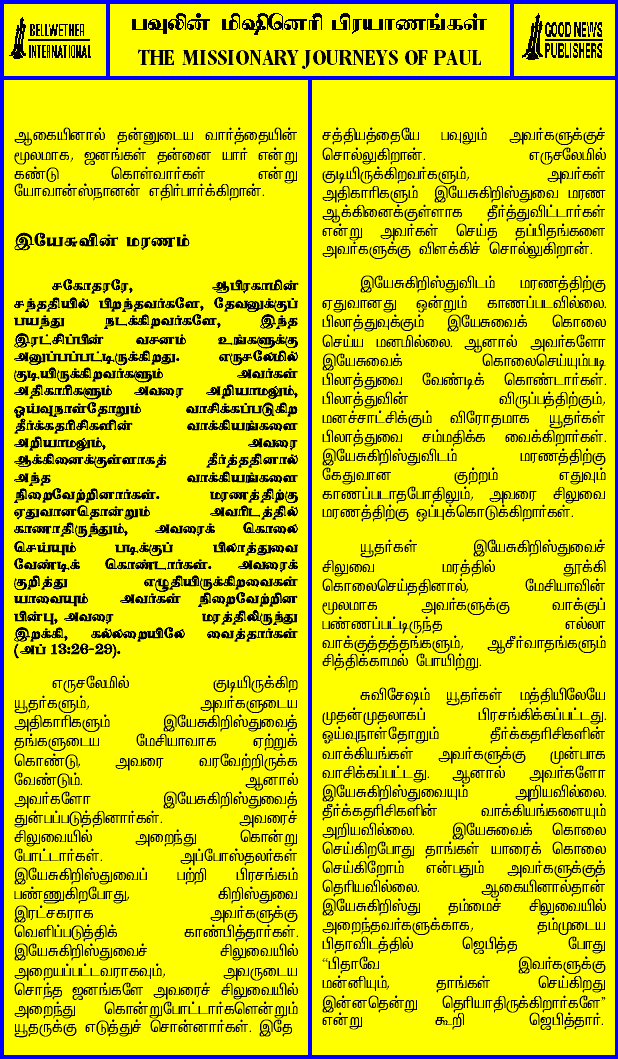 BELLWETHER
INTERNATIONAL
பவுலின் மிஷினெரி பிரயாணங்கள்
THE MISSIONARY JOURNEYS OF PAUL
GOOD NEWS
PUBLISHERS
ஆகையினால் தன்னுடைய வார்த்தையின்
மூலமாக, ஜனங்கள் தன்னை யார் என்று
கண்டு கொள்வார்கள் என்று
யோவான்ஸ்நானன் எதிர்பார்க்கிறான்.
இயேசுவின் மரணம்
சகோதரரே, ஆபிரகாமின்
சந்ததியில் பிறந்தவர்களே, தேவனுக்குப்
பயந்து நடக்கிறவர்களே, இந்த
இரட்சிப்பின் வசனம் உங்களுக்கு
அனுப்பப்பட்டிருக்கிறது. எருசலேமில்
குடியிருக்கிறவர்களும் அவர்கள்
அதிகாரிகளும் அவரை அறியாமலும்,
ஓய்வுநாள்தோறும் வாசிக்கப்படுகிற
தீர்க்கதரிசிகளின் வாக்கியங்களை
அறியாமலும், அவரை
ஆக்கினைக்குள்ளாகத் தீர்த்ததினால்
அந்த வாக்கியங்களை
நிறைவேற்றினார்கள். மரணத்திற்கு
ஏதுவானதொன்றும் அவரிடத்தில்
காணாதிருந்தும், அவரைக் கொலை
செய்யும் படிக்குப் பிலாத்துவை
வேண்டிக் கொண்டார்கள். அவரைக்
குறித்து எழுதியிருக்கிறவைகள்
யாவையும் அவர்கள் நிறைவேற்றின
பின்பு, அவரை மரத்திலிருந்து
இறக்கி, கல்லறையிலே வைத்தார்கள்
(அப் 13:26-29).
எருசலேமில் குடியிருக்கிற
யூதர்களும், அவர்களுடைய
அதிகாரிகளும் இயேசுகிறிஸ்துவைத்
தங்களுடைய மேசியாவாக ஏற்றுக்
கொண்டு, அவரை வரவேற்றிருக்க
வேண்டும். ஆனால்
அவர்களோ இயேசுகிறிஸ்துவைத்
துன்பப்படுத்தினார்கள். அவரைச்
சிலுவையில் அறைந்து கொன்று
போட்டார்கள். அப்போஸ்தலர்கள்
இயேசுகிறிஸ்துவைப் பற்றி பிரசங்கம்
பண்ணுகிறபோது, கிறிஸ்துவை
இரட்சகராக அவர்களுக்கு
வெளிப்படுத்திக் காண்பித்தார்கள்.
இயேசுகிறிஸ்துவைச் சிலுவையில்
அறையப்பட்டவராகவும், அவருடைய
சொந்த ஜனங்களே அவரைச் சிலுவையில்
அறைந்து கொன்றுபோட்டார்களென்றும்
யூதருக்கு எடுத்துச் சொன்னார்கள். இதே
சத்தியத்தையே பவுலும் அவர்களுக்குச்
சொல்லுகிறான். எருசலேமில்
குடியிருக்கிறவர்களும், அவர்கள்
அதிகாரிகளும் இயேசுகிறிஸ்துவை மரண
ஆக்கினைக்குள்ளாக தீர்த்துவிட்டார்கள்
என்று அவர்கள் செய்த தப்பிதங்களை
அவர்களுக்கு விளக்கிச் சொல்லுகிறான்.
இயேசுகிறிஸ்துவிடம் மரணத்திற்கு
ஏதுவானது ஒன்றும் காணப்படவில்லை.
பிலாத்துவுக்கும் இயேசுவைக் கொலை
செய்ய மனமில்லை. ஆனால் அவர்களோ
இயேசுவைக் கொலைசெய்யும்படி
பிலாத்துவை வேண்டிக் கொண்டார்கள்.
பிலாத்துவின் விருப்பத்திற்கும்,
மனச்சாட்சிக்கும் விரோதமாக யூதர்கள்
பிலாத்துவை சம்மதிக்க வைக்கிறார்கள்.
இயேசுகிறிஸ்துவிடம் மரணத்திற்கு
கேதுவான குற்றம் எதுவும்
காணப்படாதபோதிலும், அவரை சிலுவை
மரணத்திற்கு ஒப்புக்கொடுக்கிறார்கள்.
யூதர்கள் இயேசுகிறிஸ்துவைச்
சிலுவை மரத்தில் தூக்கி
கொலைசெய்ததினால், மேசியாவின்
மூலமாக அவர்களுக்கு வாக்குப்
பண்ணப்பட்டிருந்த எல்லா
வாக்குத்தத்தங்களும், ஆசீர்வாதங்களும்
சித்திக்காமல் போயிற்று.
சுவிசேஷம் யூதர்கள் மத்தியிலேயே
முதன்முதலாகப் பிரசங்கிக்கப்பட்டது.
ஓய்வுநாள்தோறும் தீர்க்கதரிசிகளின்
வாக்கியங்கள் அவர்களுக்கு முன்பாக
வாசிக்கப்பட்டது. ஆனால் அவர்களோ
இயேசுகிறிஸ்துவையும் அறியவில்லை.
தீர்க்கதரிசிகளின் வாக்கியங்களையும்
அறியவில்லை. இயேசுவைக் கொலை
செய்கிறபோது தாங்கள் யாரைக் கொலை
செய்கிறோம் என்பதும் அவர்களுக்குத்
தெரியவில்லை. ஆகையினால்தான்
இயேசுகிறிஸ்து தம்மைச் சிலுவையில்
அறைந்தவர்களுக்காக, தம்முடைய
பிதாவிடத்தில் ஜெபித்த போது
“பிதாவே இவர்களுக்கு
மன்னியும், தாங்கள் செய்கிறது
இன்னதென்று தெரியாதிருக்கிறார்களே”
என்று கூறி ஜெபித்தார்.